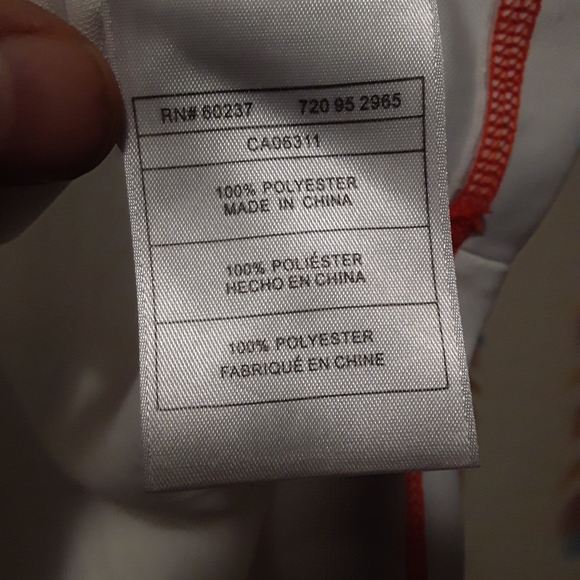 RN# 60237 720 95 2965
CA06311
100% POLYESTER
MADE IN CHINA
100% POLIÉSTER
HECHO EN CHINA
100% POLYESTER
FABRIQUÉ EN CHINE